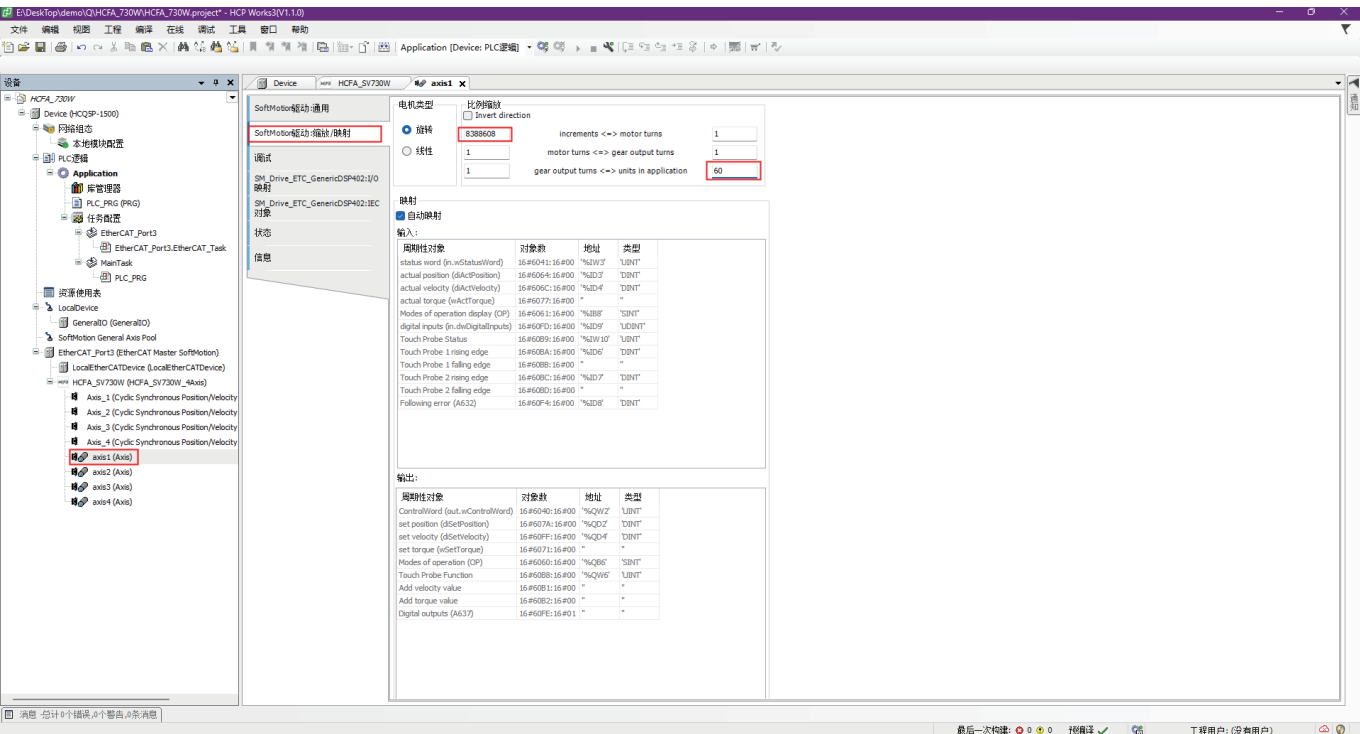 E:\DeskTop\demo\Q\HCFA_730W\HCFA_730W.project* - HCP Works3(V1.1.0)
文件 编辑 视图 工程 编译 在线 调试 工具 窗口 帮助
Application [Device: PLC逻辑]
设备
Device
HCFA_SV730W
axis1
通知
HCFA_730W
Device (HCQ5P-1500)
网络组态
本地模块配置
PLC逻辑
Application
库管理器
PLC_PRG (PRG)
任务配置
EtherCAT_Port3
EtherCAT_Port3.EtherCAT_Task
MainTask
PLC_PRG
资源使用表
LocalDevice
GeneralIO (GeneralIO)
SoftMotion General Axis Pool
EtherCAT_Port3 (EtherCAT Master SoftMotion)
LocalEtherCATDevice (LocalEtherCATDevice)
HCFA_SV730W (HCFA_SV730W_4Axis)
Axis_1 (Cyclic Synchronous Position/Velocity
Axis_2 (Cyclic Synchronous Position/Velocity
Axis_3 (Cyclic Synchronous Position/Velocity
Axis_4 (Cyclic Synchronous Position/Velocity
axis1 (Axis)
axis2 (Axis)
axis3 (Axis)
axis4 (Axis)
SoftMotion驱动:通用
SoftMotion驱动:缩放/映射
调试
SM_Drive_ETC_GenericDSP402:I/O
映射
SM_Drive_ETC_GenericDSP402:IEC
对象
状态
信息
电机类型
旋转
线性
比例缩放
Invert direction
8388608 increments <=> motor turns 1
1 motor turns <=> gear output turns 1
1 gear output turns <=> units in application 60
映射
自动映射
输入:
周期性对象 对象数 地址 类型
status word (in.wStatusWord) 16#6041:16#00 '%IW3' 'UINT'
actual position (diActPosition) 16#6064:16#00 '%ID3' 'DINT'
actual velocity (diActVelocity) 16#606C:16#00 '%ID4' 'DINT'
actual torque (wActTorque) 16#6077:16#00 '' ''
Modes of operation display (OP) 16#6061:16#00 '%IB8' 'SINT'
digital inputs (in.dwDigitalInputs) 16#60FD:16#00 '%ID9' 'UDINT'
Touch Probe Status 16#60B9:16#00 '%IW10' 'UINT'
Touch Probe 1 rising edge 16#60BA:16#00 '%ID6' 'DINT'
Touch Probe 1 falling edge 16#60BB:16#00 '' ''
Touch Probe 2 rising edge 16#60BC:16#00 '%ID7' 'DINT'
Touch Probe 2 falling edge 16#60BD:16#00 '' ''
Following error (A632) 16#60F4:16#00 '%ID8' 'DINT'
输出:
周期性对象 对象数 地址 类型
ControlWord (out.wControlWord) 16#6040:16#00 '%QW2' 'UINT'
set position (diSetPosition) 16#607A:16#00 '%QD2' 'DINT'
set velocity (diSetVelocity) 16#60FF:16#00 '%QD4' 'DINT'
set torque (wSetTorque) 16#6071:16#00 '' ''
Modes of operation (OP) 16#6060:16#00 '%QB6' 'SINT'
Touch Probe Function 16#60B8:16#00 '%QW6' 'UINT'
Add velocity value 16#60B1:16#00 '' ''
Add torque value 16#60B2:16#00 '' ''
Digital outputs (A637) 16#60FE:16#01 '' ''
消息 -总计0个错误,0个警告,0条消息
最后一次构建: 0 0 预编译 工程用户: (没有用户)